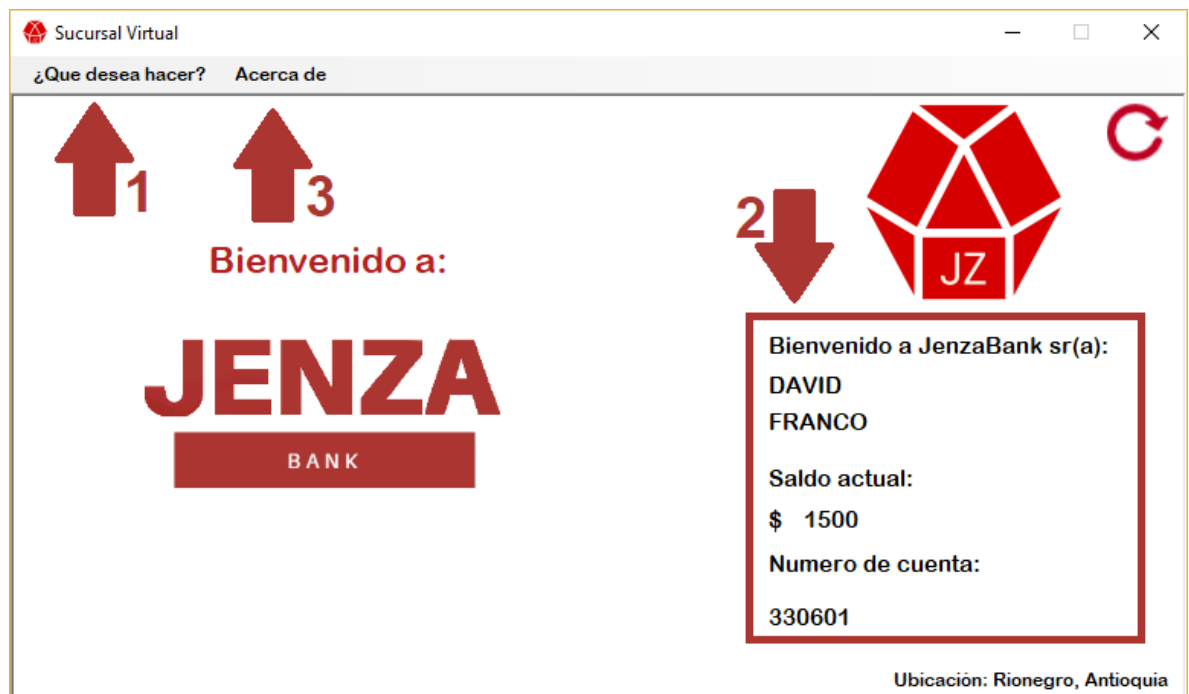 Sucursal Virtual
¿Que desea hacer? Acerca de
1
3
2
Bienvenido a:
JENZA
BANK
JZ
Bienvenido a JenzaBank sr(a):
DAVID
FRANCO
Saldo actual:
$ 1500
Numero de cuenta:
330601
Ubicación: Rionegro, Antioquia